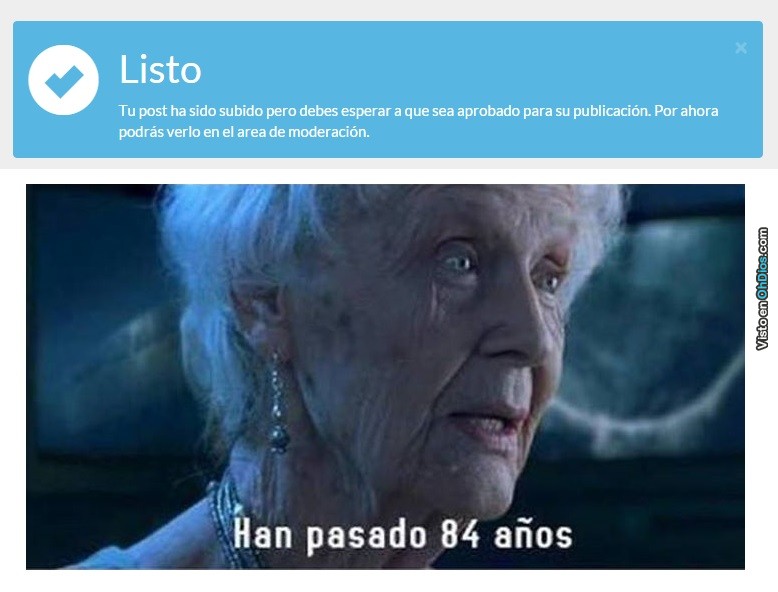 Listo
×
Tu post ha sido subido pero debes esperar a que sea aprobado para su publicación. Por ahora
podrás verlo en el area de moderación.
Visto en OhDios.com
Han pasado 84 años